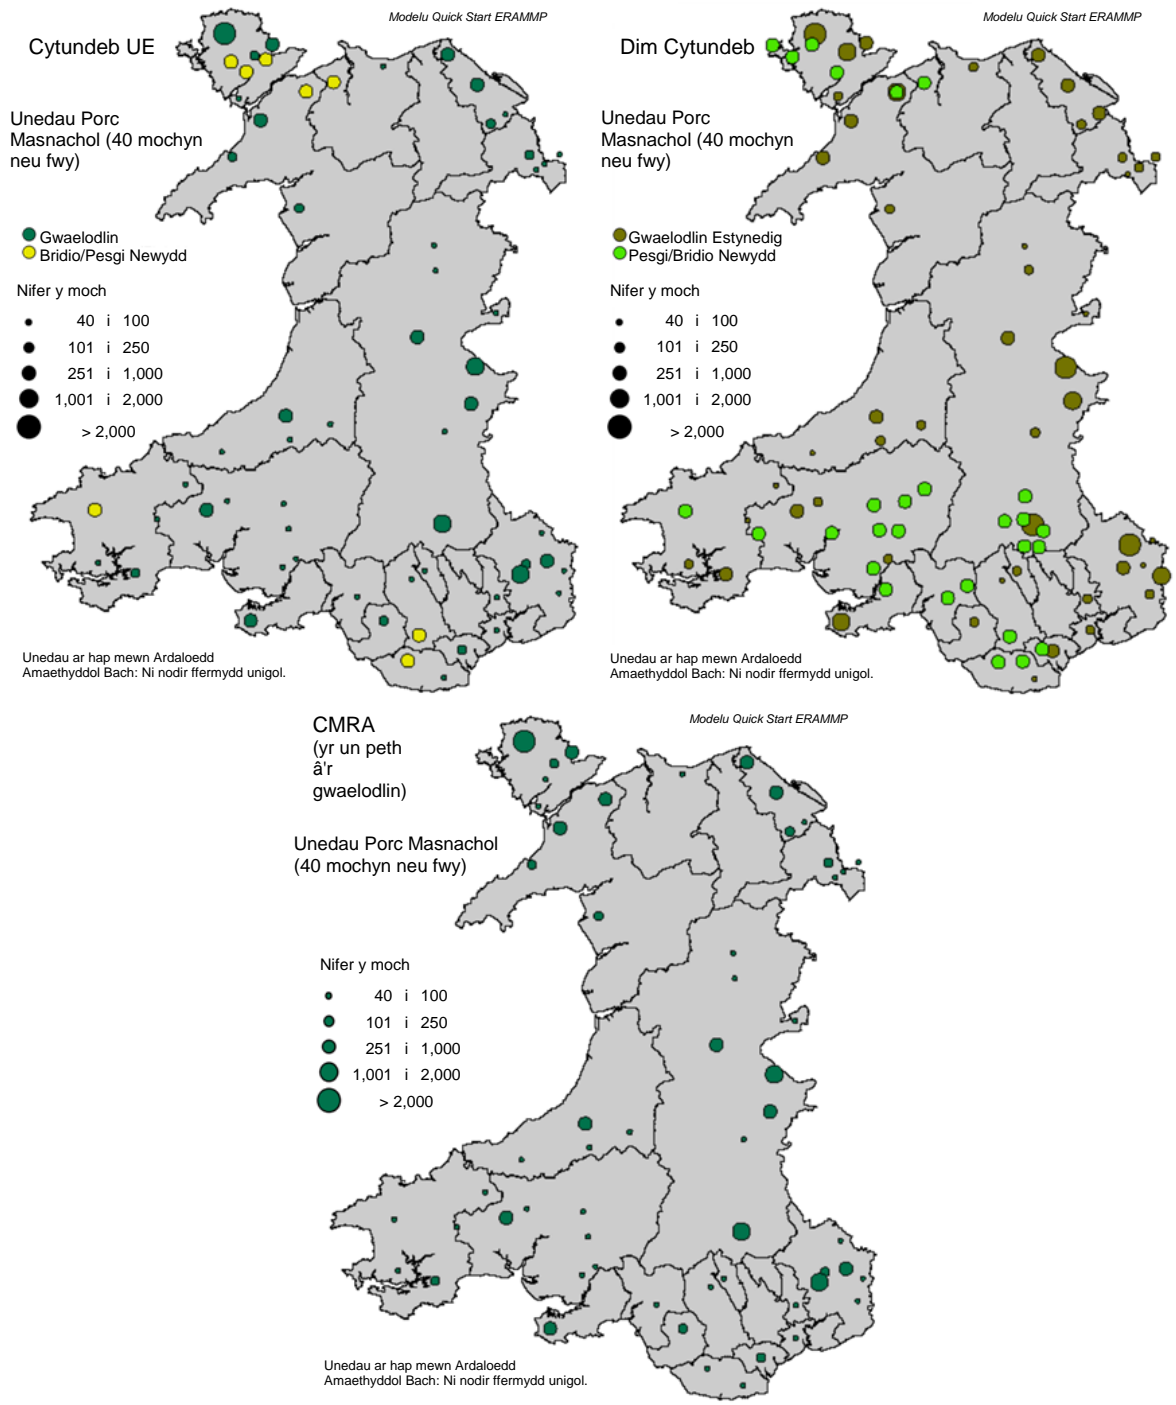 Modelu Quick Start ERAMMP
Cytundeb UE
Unedau Porc
Masnachol (40 mochyn
neu fwy)
Gwaelodlin
Bridio/Pesgi Newydd
Nifer y moch
40 i 100
101 i 250
251 i 1,000
1,001 i 2,000
> 2,000
Unedau ar hap mewn Ardaloedd
Amaethyddol Bach: Ni nodir ffermydd unigol.
Modelu Quick Start ERAMMP
Dim Cytundeb
Unedau Porc
Masnachol (40 mochyn
neu fwy)
Gwaelodlin Estynedig
Pesgi/Bridio Newydd
Nifer y moch
40 i 100
101 i 250
251 i 1,000
1,001 i 2,000
> 2,000
Unedau ar hap mewn Ardaloedd
Amaethyddol Bach: Ni nodir ffermydd unigol.
Modelu Quick Start ERAMMP
CMRA
(yr un peth
â'r
gwaelodlin)
Unedau Porc Masnachol
(40 mochyn neu fwy)
Nifer y moch
40 i 100
101 i 250
251 i 1,000
1,001 i 2,000
> 2,000
Unedau ar hap mewn Ardaloedd
Amaethyddol Bach: Ni nodir ffermydd unigol.